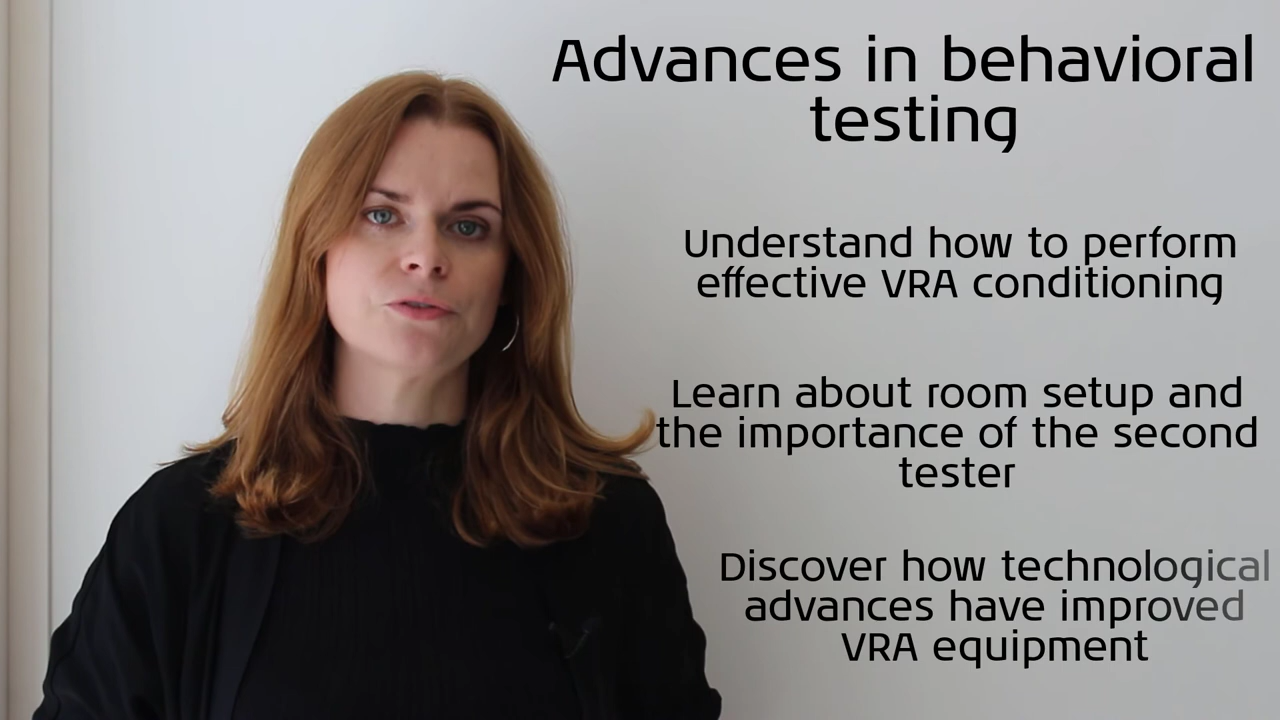 Advances in behavioral
testing
Understand how to perform
effective VRA conditioning
Learn about room setup and
the importance of the second
tester
Discover how technological
advances have improved
VRA equipment